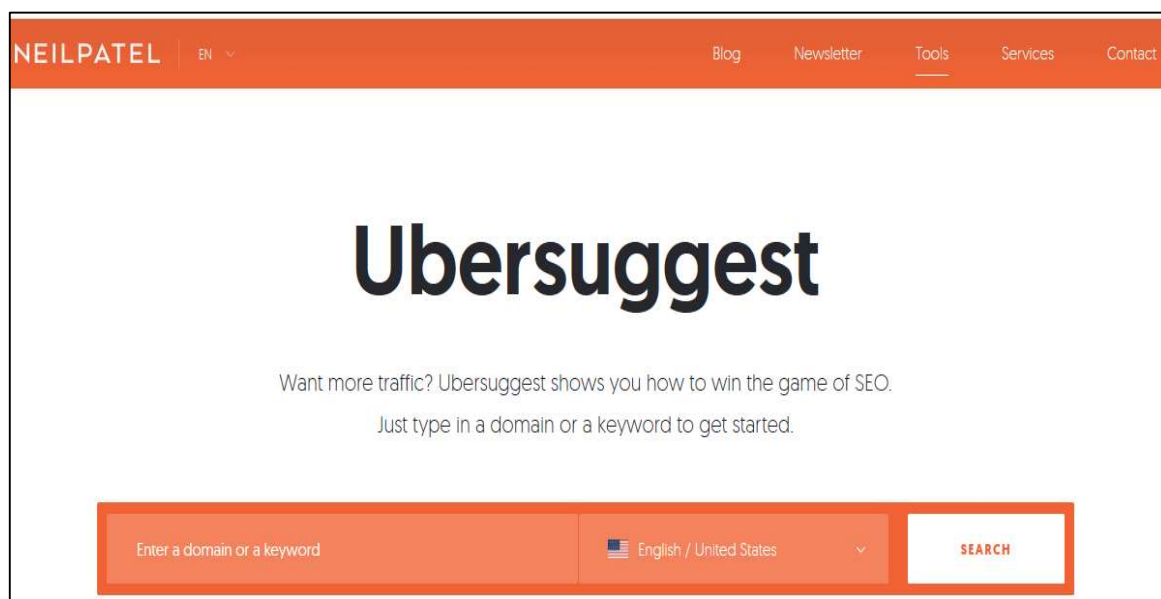 NEILPATEL EN Blog Newsletter Tools Services Contact
Ubersuggest
Want more traffic? Ubersuggest shows you how to win the game of SEO.
Just type in a domain or a keyword to get started.
Enter a domain or a keyword English / United States SEARCH